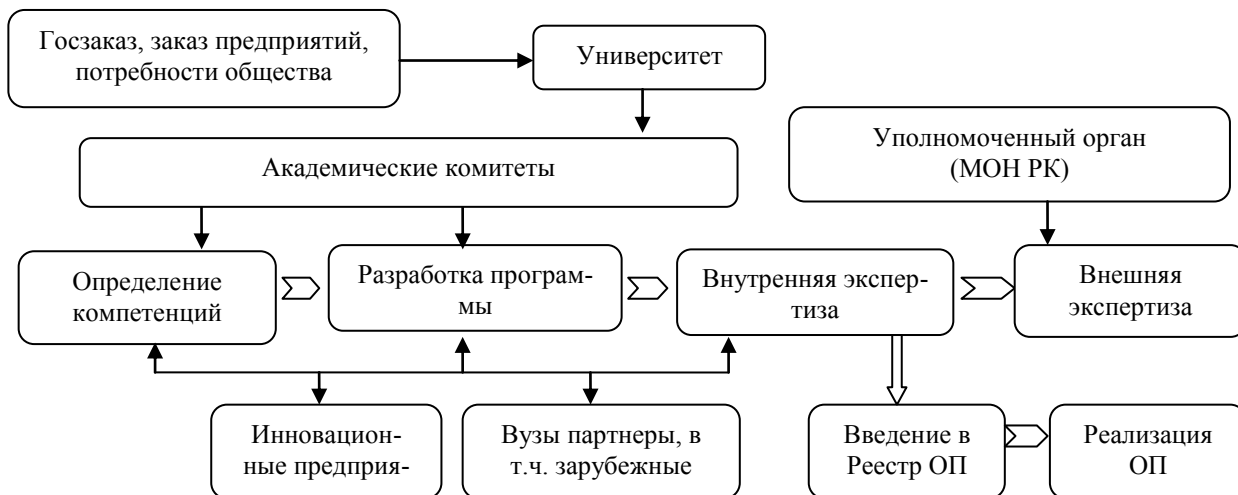 Госзаказ, заказ предприятий,
потребности общества
Университет
Уполномоченный орган
(МОН РК)
Академические комитеты
Определение
компетенций
Разработка програм-
мы
Внутренняя экспер-
тиза
Внешняя
экспертиза
Инновацион-
ные предприя-
Вузы партнеры, в
т.ч. зарубежные
Введение в
Реестр ОП
Реализация
ОП